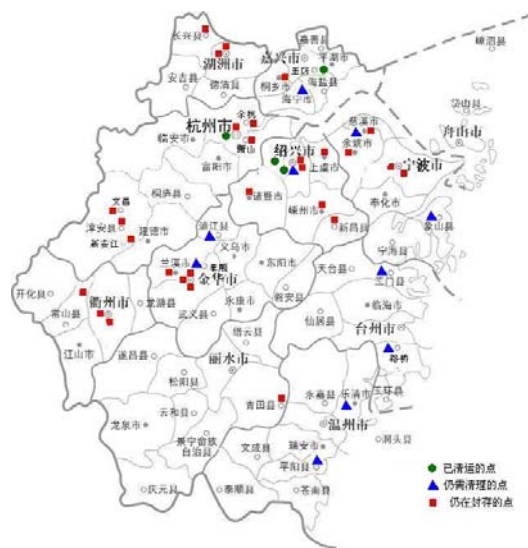 长兴县
湖州市
安吉县
德清县
嘉善县
嘉兴市
平湖市
海盐县
桐乡市
海宁市
嵊泗县
岱山县
舟山市
杭州市
余杭
临安市
萧山
富阳市
桐庐县
绍兴市
上虞市
诸暨市
嵊州市
新昌县
慈溪市
余姚市
宁波市
奉化市
象山县
宁海县
文昌
淳安县
新安江
建德市
浦江县
义乌市
兰溪市
金华市
东阳市
磐安县
永康市
武义县
开化县
衢州市
常山县
龙游县
江山市
天台县
三门县
临海市
仙居县
台州市
路桥
玉环县
遂昌县
缙云县
丽水市
松阳县
青田县
云和县
龙泉市
景宁畲族
自治县
庆元县
永嘉县
乐清市
温州市
洞头县
瑞安市
文成县
平阳县
泰顺县
苍南县
已清运的点
仍需清理的点
仍在封存的点